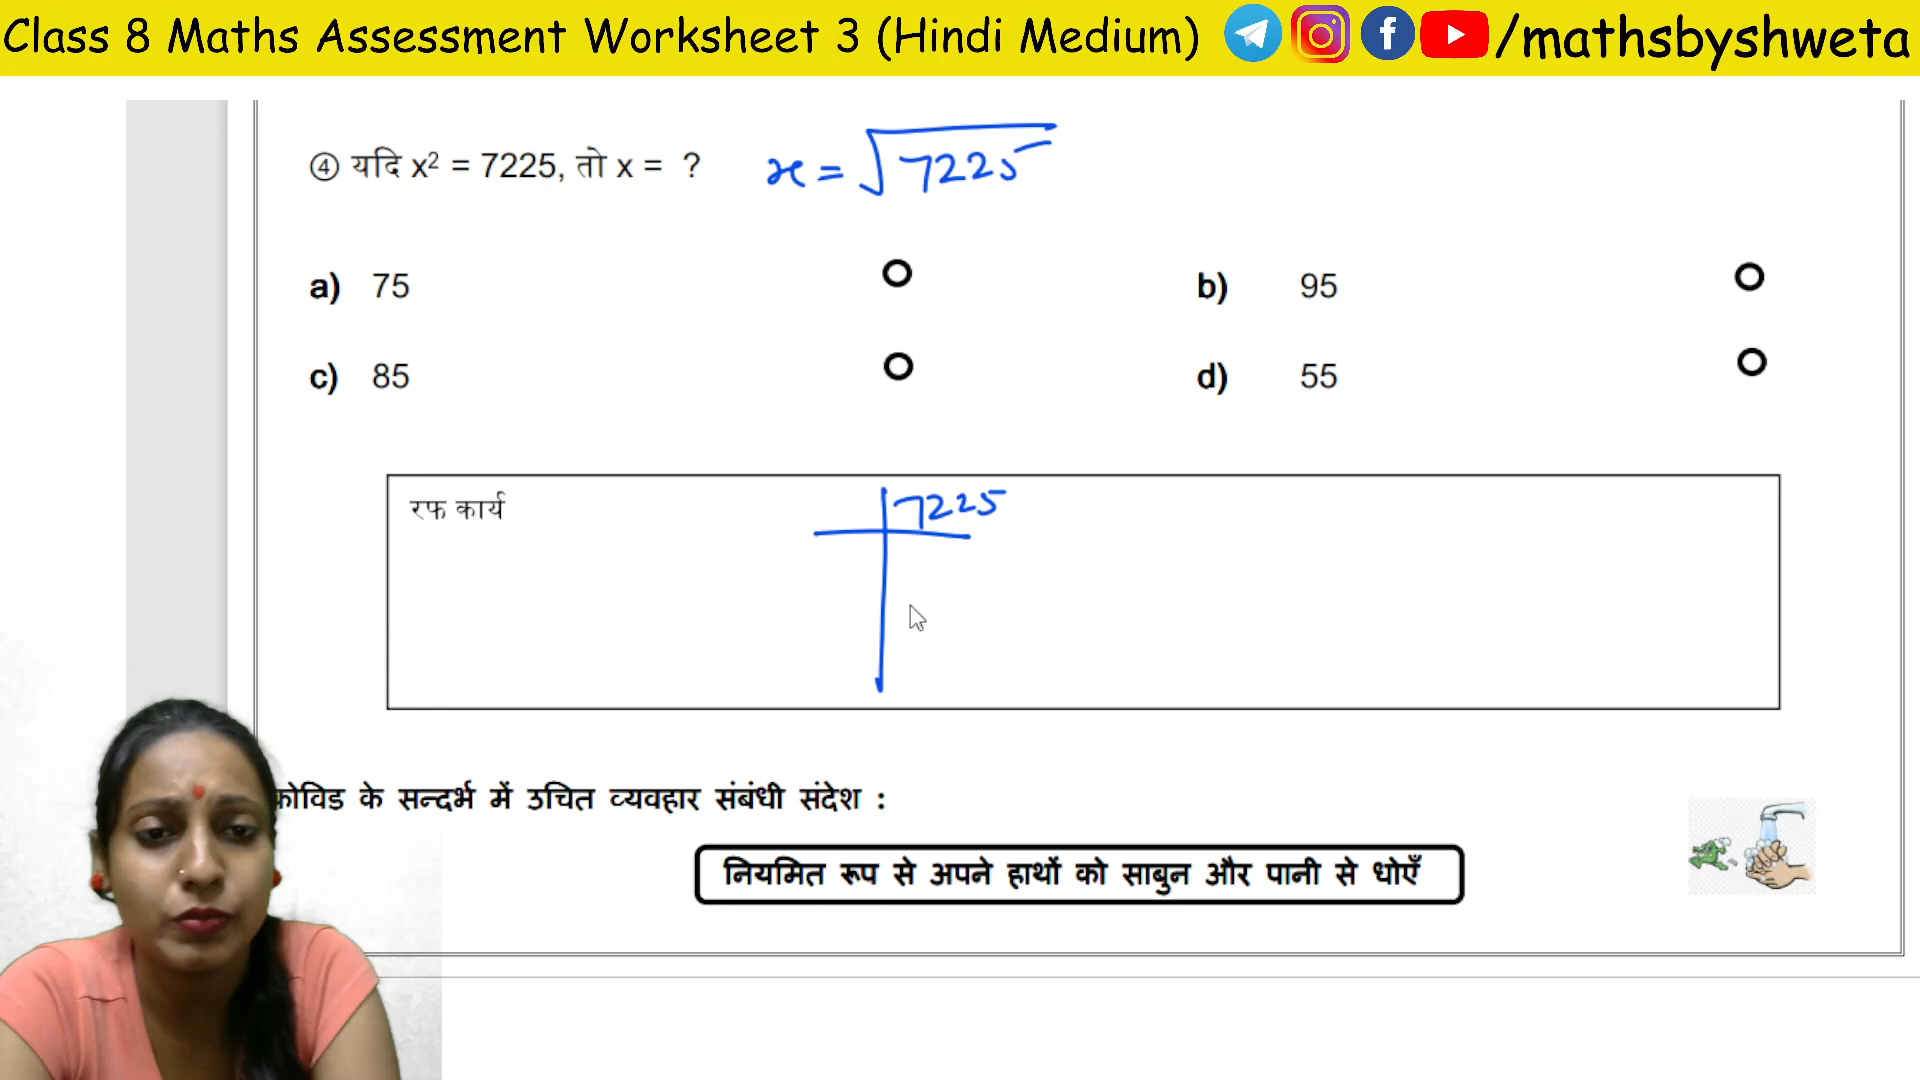 Class 8 Maths Assessment Worksheet 3 (Hindi Medium) /mathsbyshweta
④ यदि x² = 7225, तो x = ? x = √7225
a) 75 b) 95
c) 85 d) 55
रफ कार्य 7225
कोविड के सन्दर्भ में उचित व्यवहार संबंधी संदेश :
नियमित रूप से अपने हाथों को साबुन और पानी से धोएँ